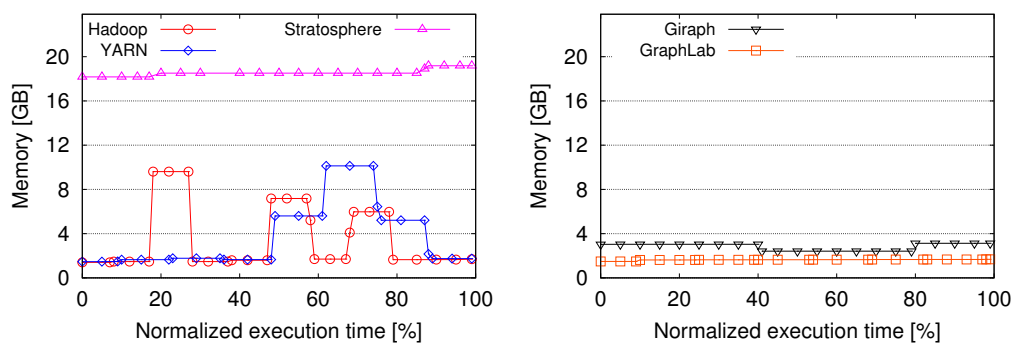 Hadoop
YARN
Stratosphere
Memory [GB]
20
16
12
8
4
0
0 20 40 60 80 100
Normalized execution time [%]
Giraph
GraphLab
Memory [GB]
20
16
12
8
4
0
0 20 40 60 80 100
Normalized execution time [%]